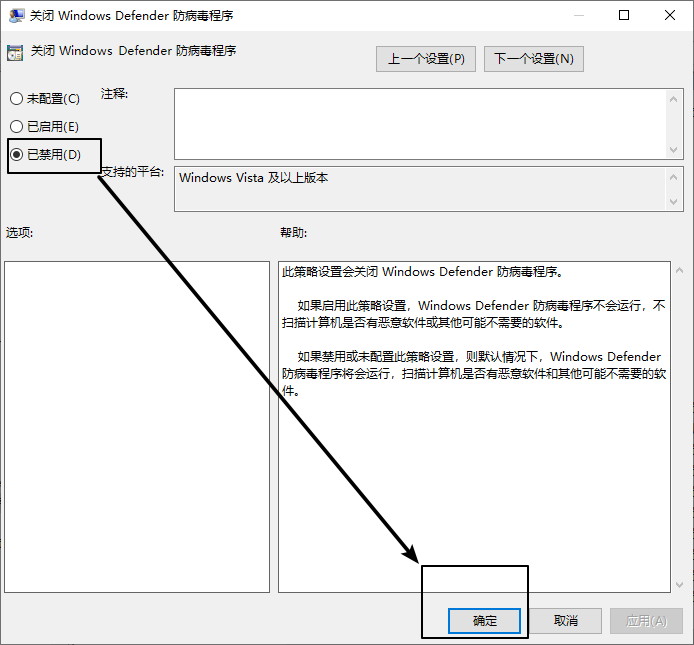 关闭 Windows Defender 防病毒程序
关闭 Windows Defender 防病毒程序
上一个设置(P)
下一个设置(N)
未配置(C)
注释:
已启用(E)
已禁用(D)
支持的平台:
Windows Vista 及以上版本
选项:
帮助:
此策略设置会关闭 Windows Defender 防病毒程序。
如果启用此策略设置，Windows Defender 防病毒程序不会运行，不
扫描计算机是否有恶意软件或其他可能不需要的软件。
如果禁用或未配置此策略设置，则默认情况下，Windows Defender
防病毒程序将会运行，扫描计算机是否有恶意软件和其他可能不需要的软
件。
确定
取消
应用(A)